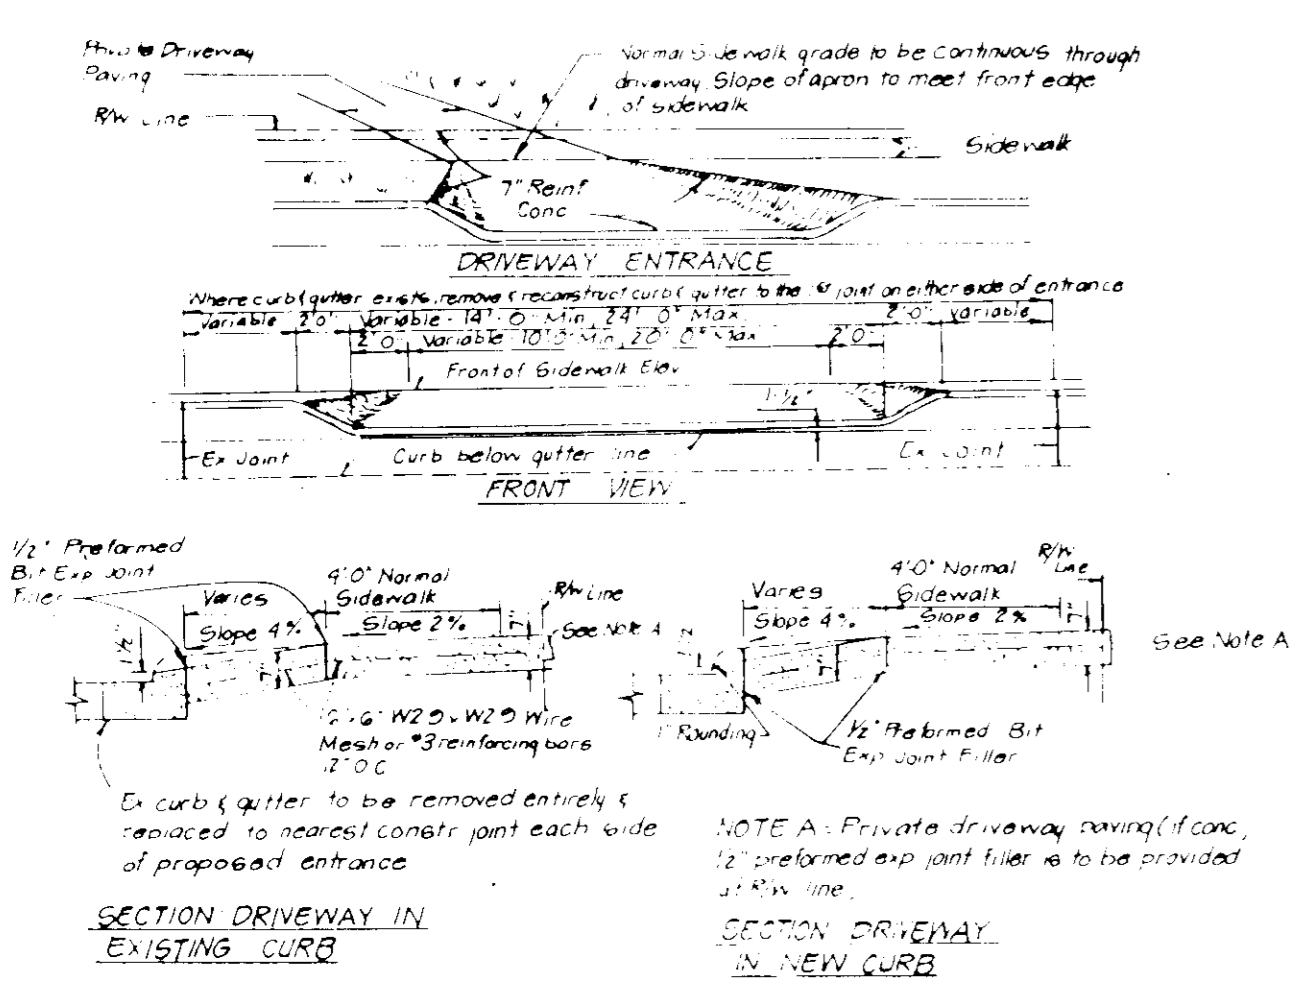 Private Driveway
Paving
R/W Line
Normal Sidewalk grade to be continuous through
driveway. Slope of apron to meet front edge
of sidewalk
Sidewalk
7" Reinf
Conc
DRIVEWAY ENTRANCE
Where curb & gutter exists, remove & reconstruct curb & gutter to the joint on either side of entrance
Variable 2'0" Variable - 14'-0" Min, 24'-0" Max 2'-0" Variable
2'0" Variable - 10'0" Min, 20'0" Max 2'0"
Front of Sidewalk Elev
1 1/2"
Ex Joint
Curb below gutter line
Ex Joint
FRONT VIEW
1/2" Preformed
Bit Exp Joint
Filler
Varies
4'-0" Normal
Sidewalk
R/W Line
Slope 4%
Slope 2%
See Note A
1 1/2"
7"
6" W2.9 x W2.9 Wire
Mesh or #3 reinforcing bars
12" O C
Ex curb & gutter to be removed entirely &
replaced to nearest constr joint each side
of proposed entrance
SECTION DRIVEWAY IN
EXISTING CURB
R/W
Line
Varies
4'-0" Normal
Sidewalk
Slope 4%
Slope 2%
7"
See Note A
1" Rounding
1/2" Preformed Bit
Exp Joint Filler
NOTE A: Private driveway paving (if conc,
1/2" preformed exp joint filler is to be provided
at R/W line.
SECTION DRIVEWAY
IN NEW CURB